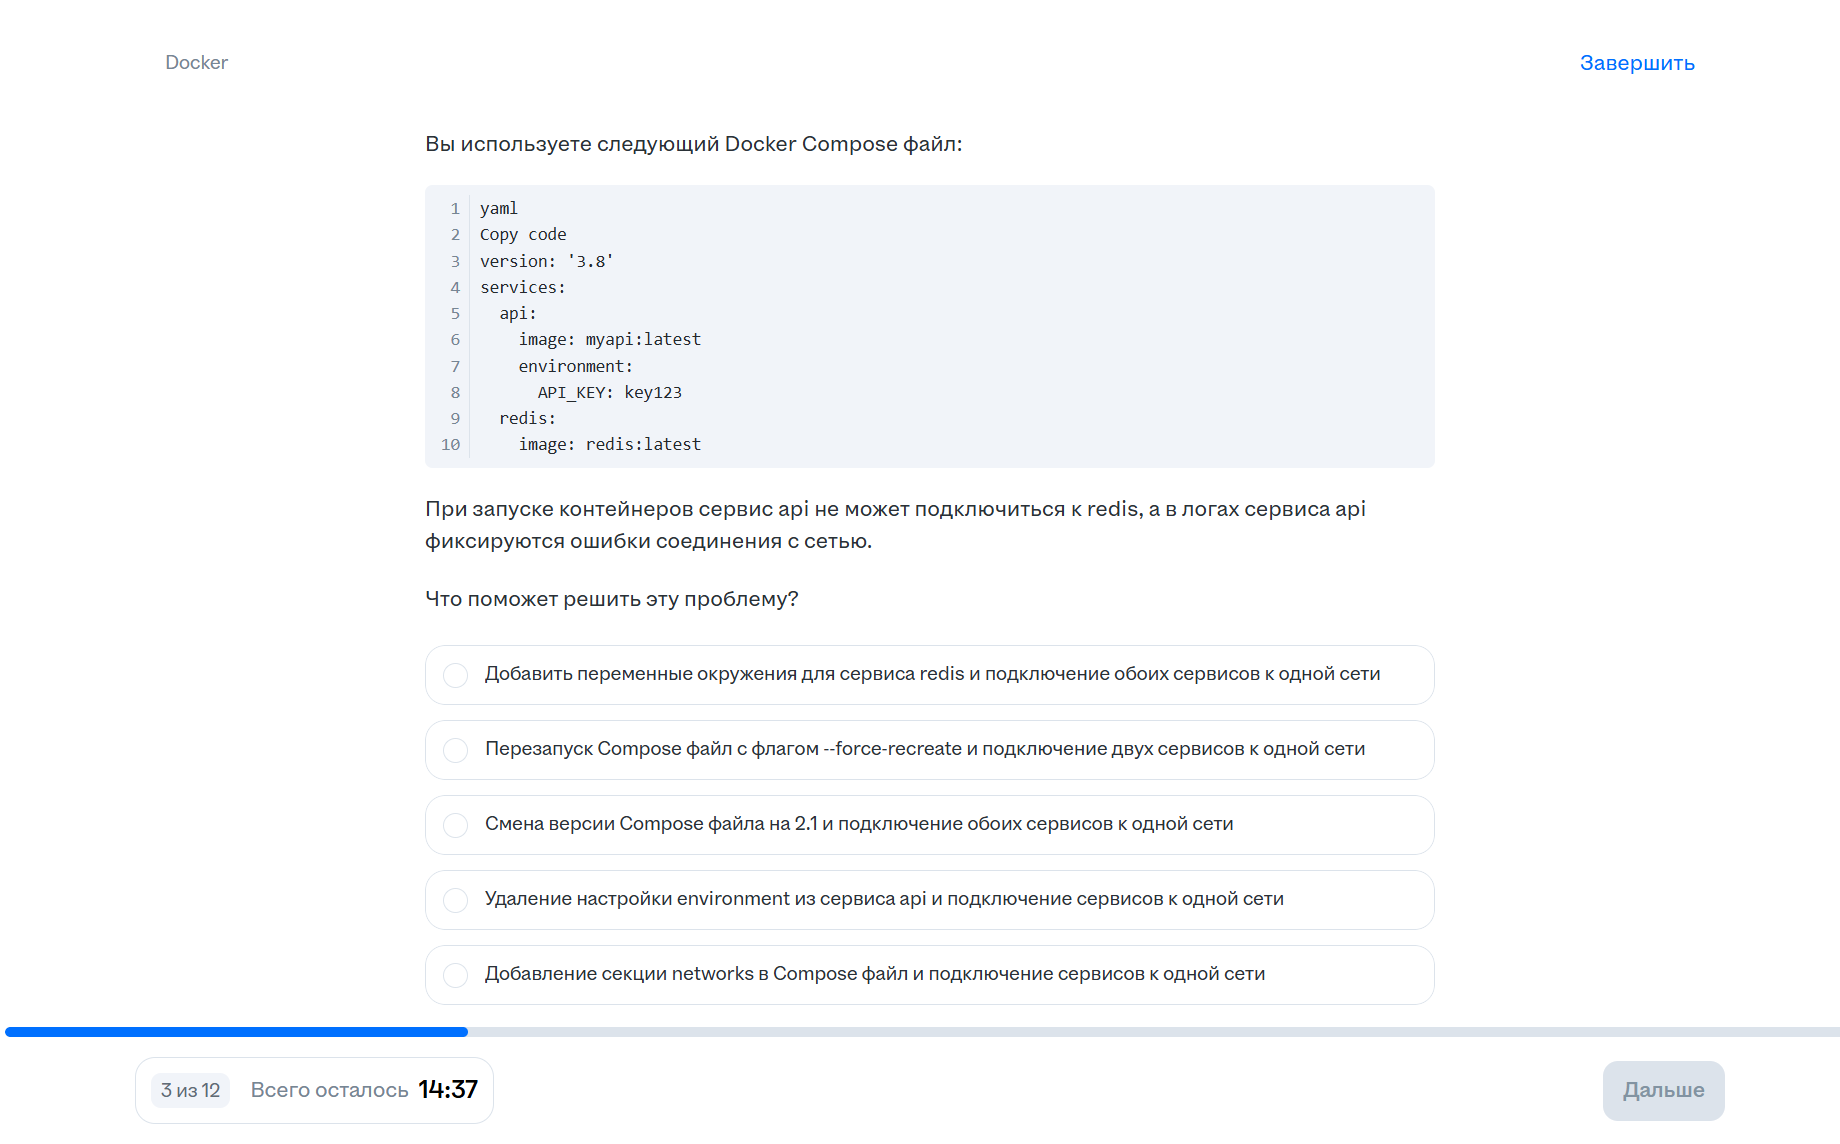 Docker
Завершить
Вы используете следующий Docker Compose файл:
1 yaml
2 Copy code
3 version: '3.8'
4 services:
5   api:
6     image: myapi:latest
7     environment:
8       API_KEY: key123
9   redis:
10     image: redis:latest
При запуске контейнеров сервис api не может подключиться к redis, а в логах сервиса api
фиксируются ошибки соединения с сетью.
Что поможет решить эту проблему?
Добавить переменные окружения для сервиса redis и подключение обоих сервисов к одной сети
Перезапуск Compose файл с флагом --force-recreate и подключение двух сервисов к одной сети
Смена версии Compose файла на 2.1 и подключение обоих сервисов к одной сети
Удаление настройки environment из сервиса api и подключение сервисов к одной сети
Добавление секции networks в Compose файл и подключение сервисов к одной сети
3 из 12 Всего осталось 14:37
Дальше